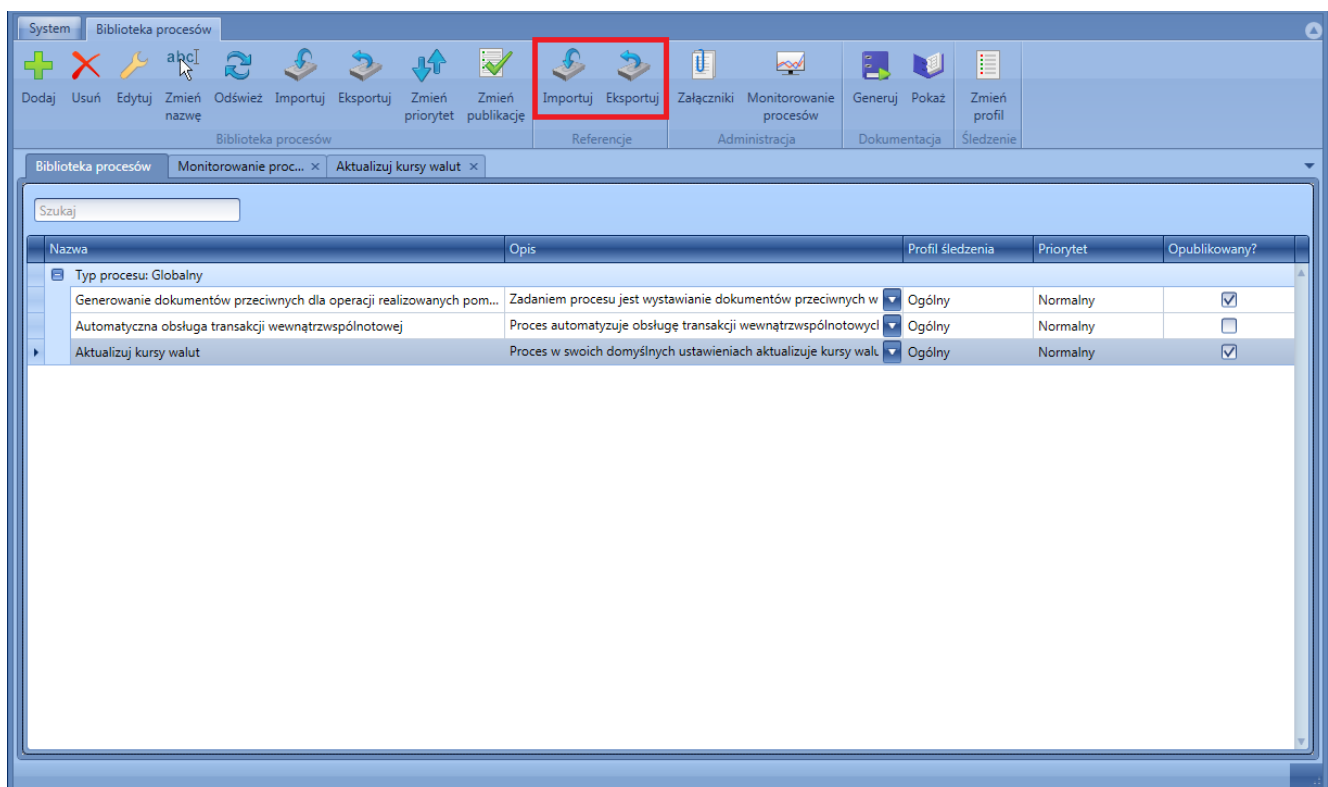 System Biblioteka procesów
abc
Dodaj Usuń Edytuj Zmień Odśwież Importuj Eksportuj Zmień Zmień Importuj Eksportuj Załączniki Monitorowanie Generuj Pokaż Zmień
nazwę priorytet publikację procesów profil
Biblioteka procesów Referencje Administracja Dokumentacja Śledzenie
Biblioteka procesów Monitorowanie proc... × Aktualizuj kursy walut ×
Szukaj
Nazwa Opis Profil śledzenia Priorytet Opublikowany?
Typ procesu: Globalny
Generowanie dokumentów przeciwnych dla operacji realizowanych pom... Zadaniem procesu jest wystawianie dokumentów przeciwnych w Ogólny Normalny
Automatyczna obsługa transakcji wewnątrzwspólnotowej Proces automatyzuje obsługę transakcji wewnątrzwspólnotowycl Ogólny Normalny
Aktualizuj kursy walut Proces w swoich domyślnych ustawieniach aktualizuje kursy walu Ogólny Normalny